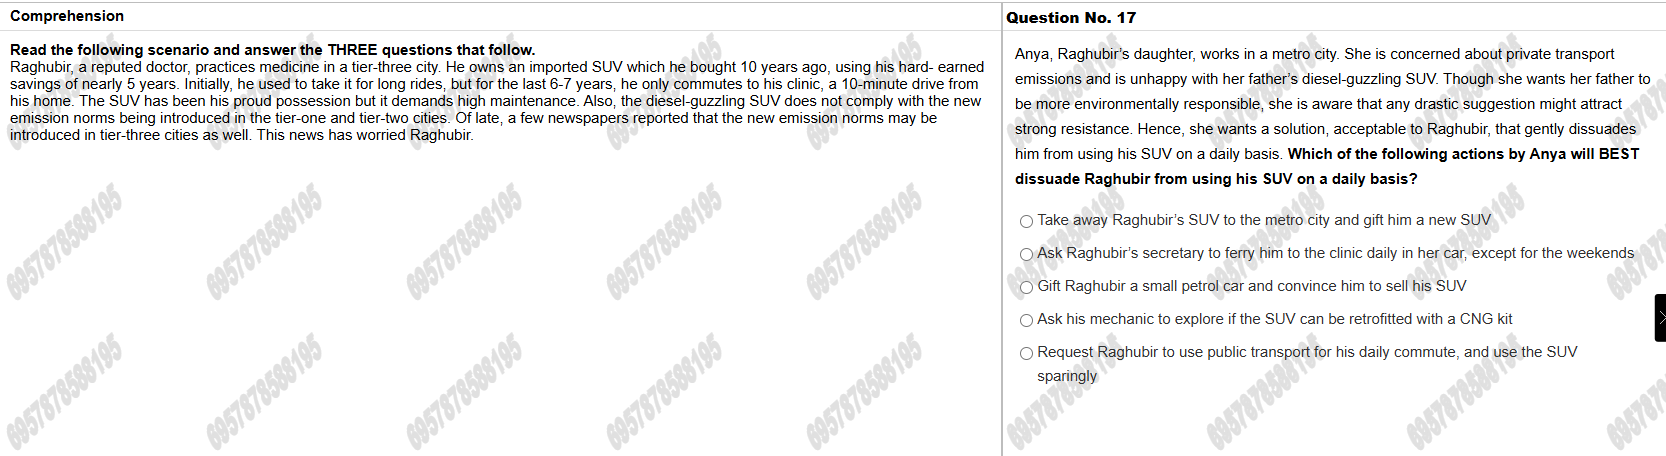 Comprehension
Read the following scenario and answer the THREE questions that follow.
Raghubir, a reputed doctor, practices medicine in a tier-three city. He owns an imported SUV which he bought 10 years ago, using his hard- earned
savings of nearly 5 years. Initially, he used to take it for long rides, but for the last 6-7 years, he only commutes to his clinic, a 10-minute drive from
his home. The SUV has been his proud possession but it demands high maintenance. Also, the diesel-guzzling SUV does not comply with the new
emission norms being introduced in the tier-one and tier-two cities. Of late, a few newspapers reported that the new emission norms may be
introduced in tier-three cities as well. This news has worried Raghubir.
Question No. 17
Anya, Raghubir's daughter, works in a metro city. She is concerned about private transport
emissions and is unhappy with her father's diesel-guzzling SUV. Though she wants her father to
be more environmentally responsible, she is aware that any drastic suggestion might attract
strong resistance. Hence, she wants a solution, acceptable to Raghubir, that gently dissuades
him from using his SUV on a daily basis. Which of the following actions by Anya will BEST
dissuade Raghubir from using his SUV on a daily basis?
Take away Raghubir's SUV to the metro city and gift him a new SUV
Ask Raghubir's secretary to ferry him to the clinic daily in her car, except for the weekends
Gift Raghubir a small petrol car and convince him to sell his SUV
Ask his mechanic to explore if the SUV can be retrofitted with a CNG kit
Request Raghubir to use public transport for his daily commute, and use the SUV
sparingly